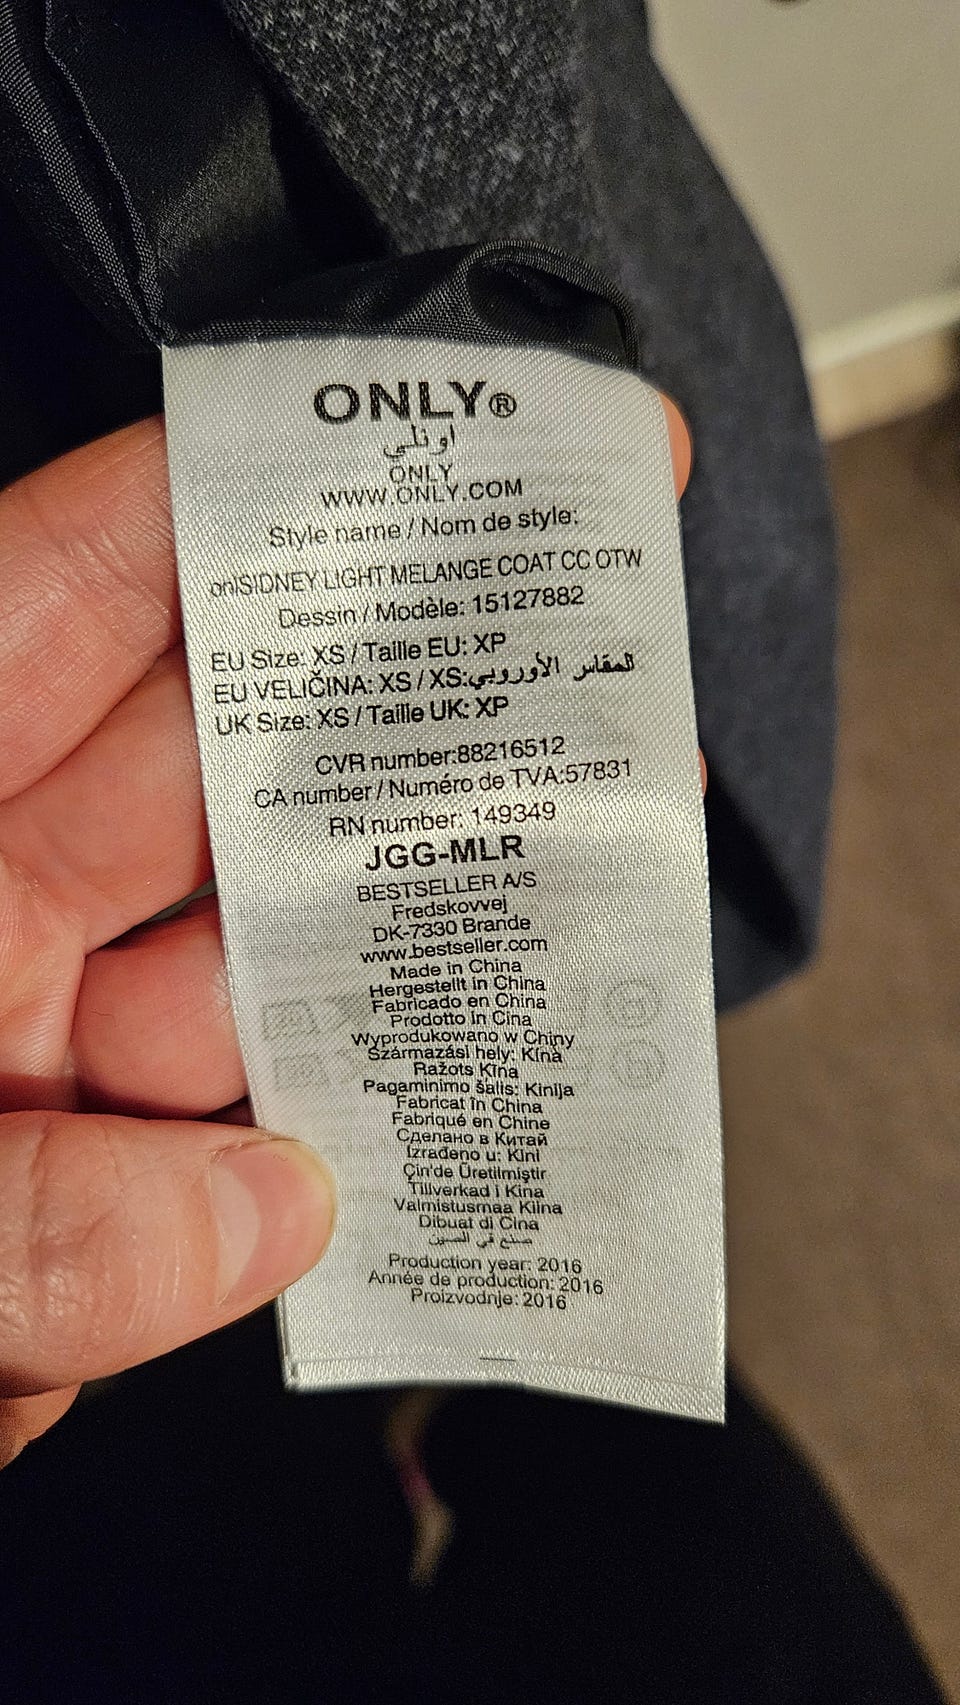 ONLY®
اونلي
ONLY
WWW.ONLY.COM
Style name / Nom de style:
onlSIDNEY LIGHT MELANGE COAT CC OTW
Dessin / Modèle: 15127882
EU Size: XS / Taille EU: XP
EU VELIČINA: XS / XS:المقاس الأوروبي
UK Size: XS / Taille UK: XP
CVR number:88216512
CA number / Numéro de TVA:57831
RN number: 149349
JGG-MLR
BESTSELLER A/S
Fredskovvej
DK-7330 Brande
www.bestseller.com
Made in China
Hergestellt in China
Fabricado en China
Prodotto in Cina
Wyprodukowano w Chiny
Származási hely: Kína
Ražots Ķīna
Pagaminimo šalis: Kinija
Fabricat în China
Fabriqué en Chine
Сделано в Китай
Izrađeno u: Kini
Çin'de Üretilmiştir
Tillverkad i Kina
Valmistusmaa Kiina
Dibuat di Cina
صنع في الصين
Production year: 2016
Année de production: 2016
Proizvodnje: 2016